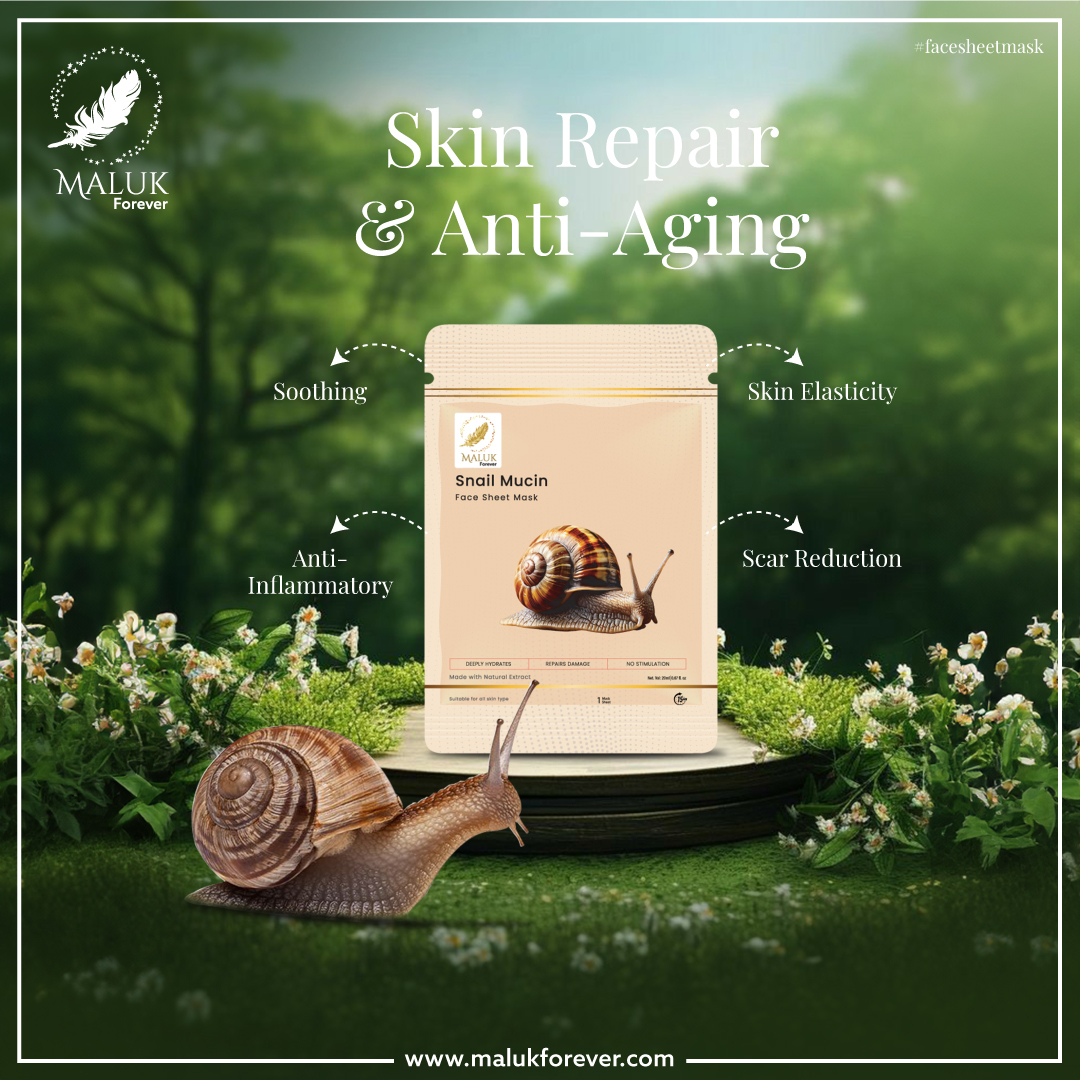 #facesheetmask
MALUK
Forever
Skin Repair
& Anti-Aging
Soothing
Skin Elasticity
Anti-
Inflammatory
Scar Reduction
MALUK
Forever
Snail Mucin
Face Sheet Mask
DEEPLY HYDRATES
REPAIRS DAMAGE
NO STIMULATION
Made with Natural Extract
Suitable for all skin type
1
www.malukforever.com